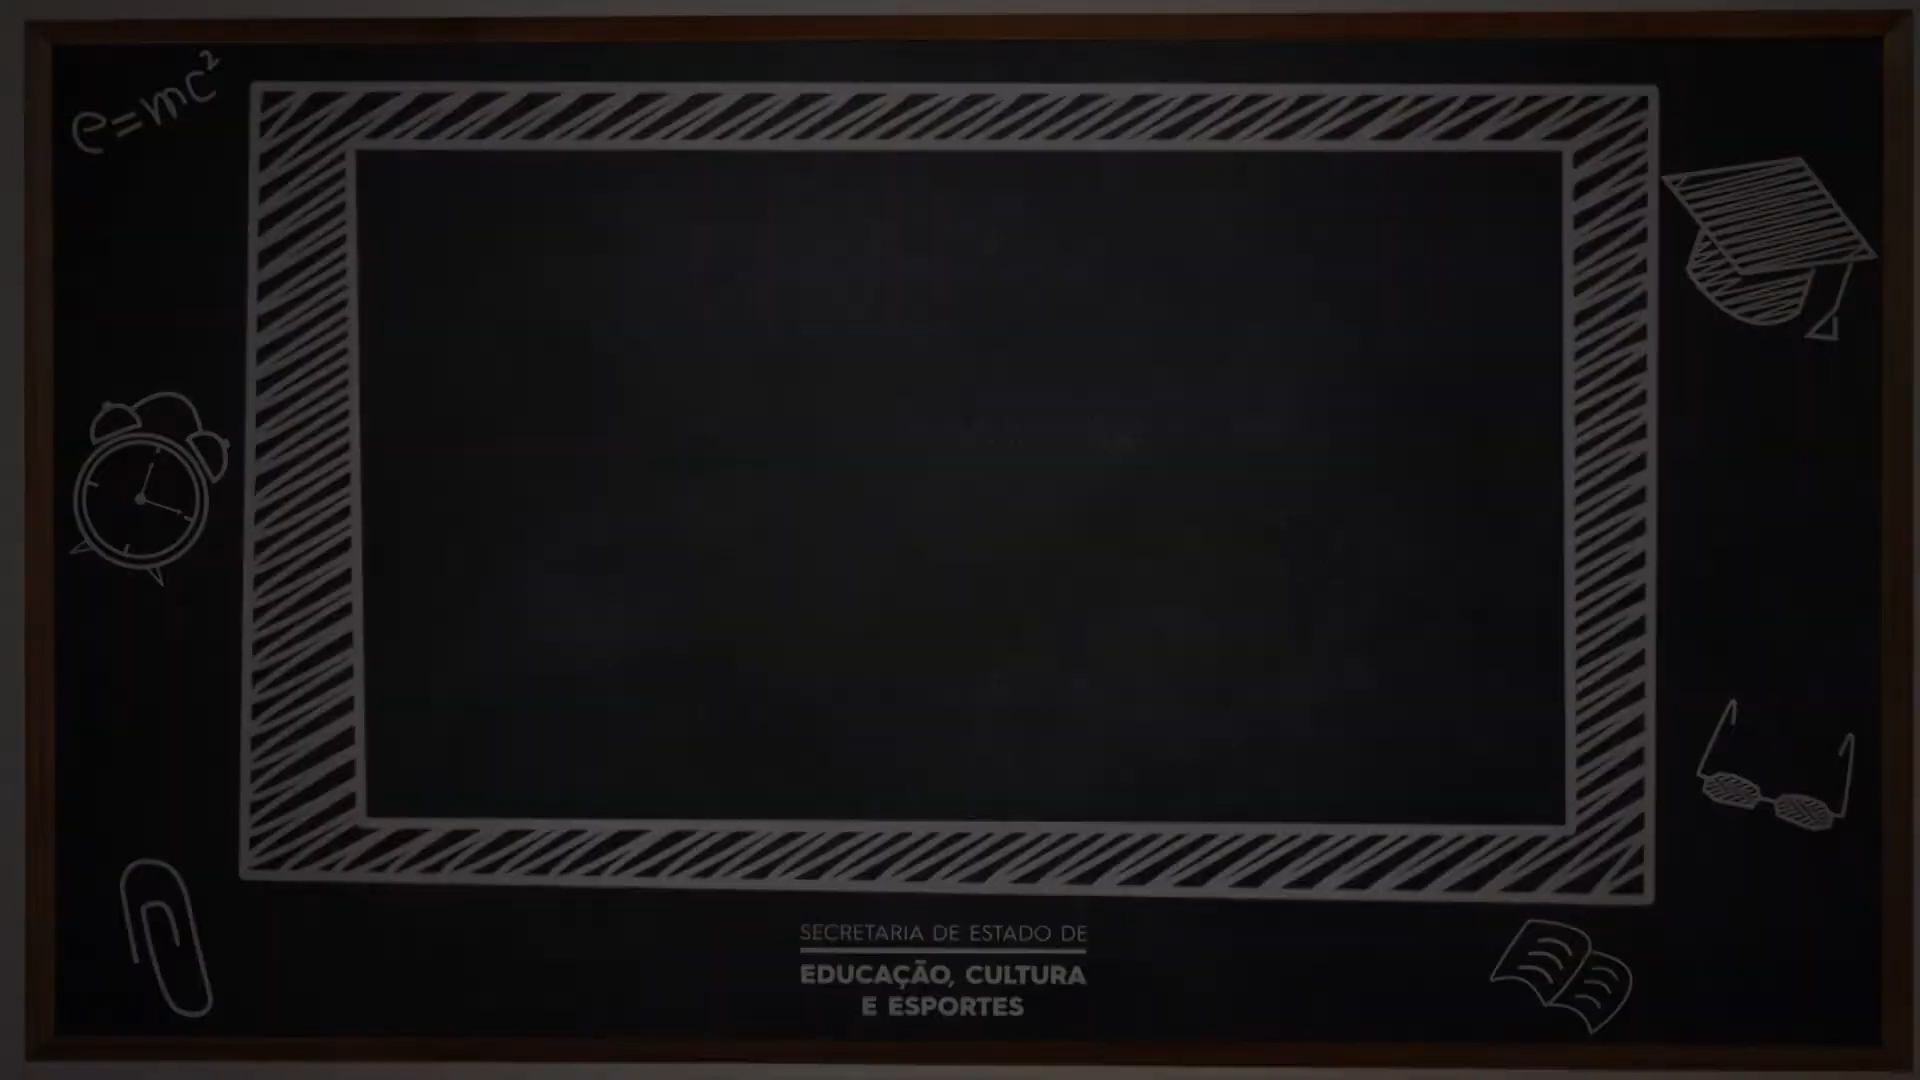 e=mc²
SECRETARIA DE ESTADO DE
EDUCAÇÃO, CULTURA
E ESPORTES